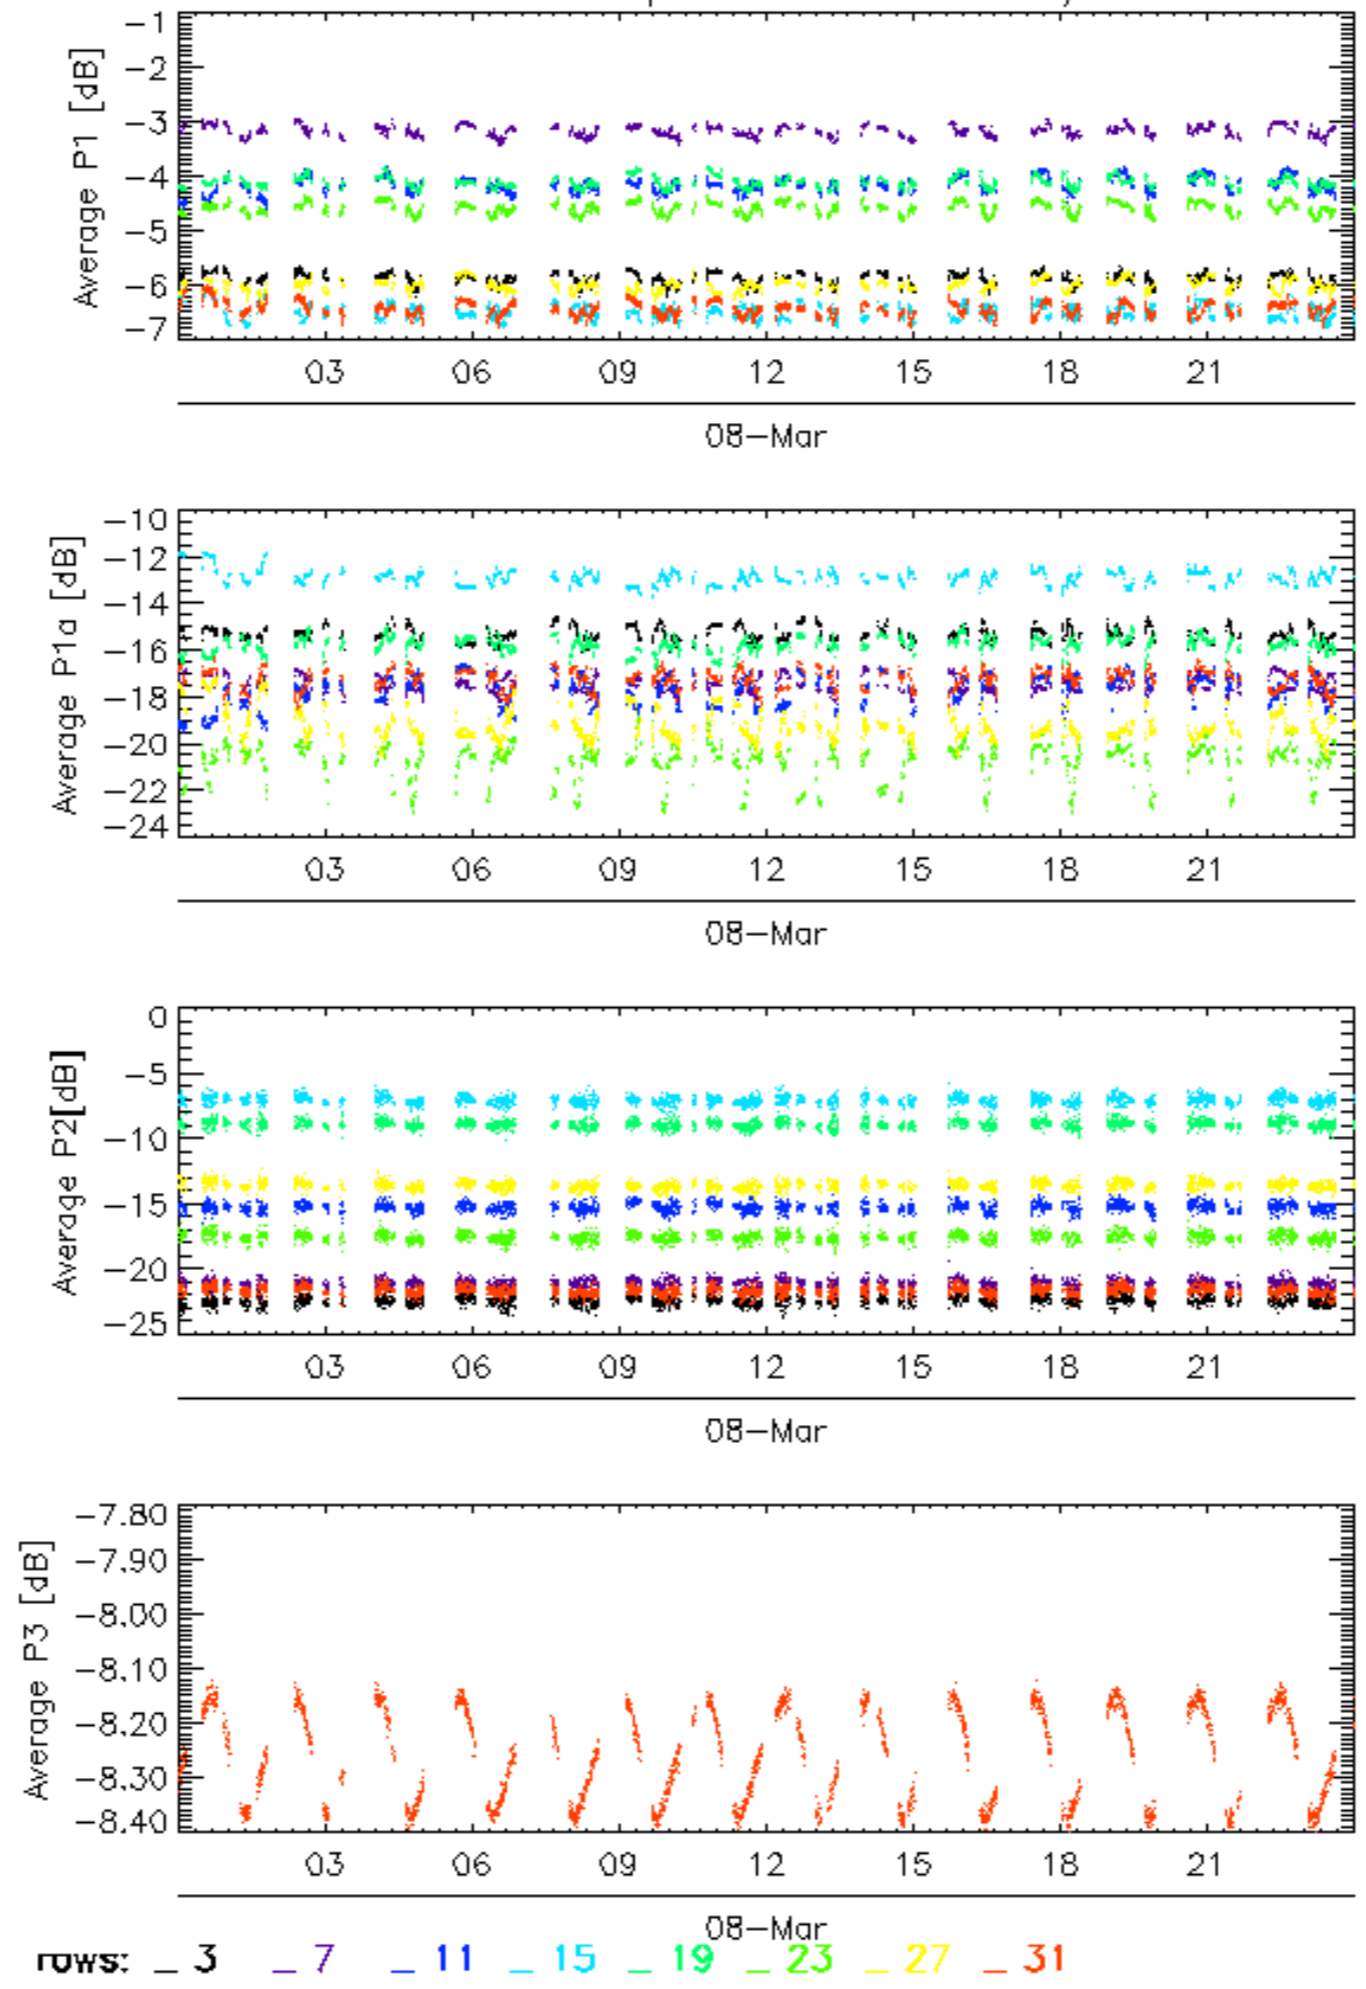 Average P1 [dB]
-1
-2
-3
-4
-5
-6
-7
03 06 09 12 15 18 21
08-Mar
Average P1a [dB]
-10
-12
-14
-16
-18
-20
-22
-24
03 06 09 12 15 18 21
08-Mar
Average P2[dB]
0
-5
-10
-15
-20
-25
03 06 09 12 15 18 21
08-Mar
Average P3 [dB]
-7.80
-7.90
-8.00
-8.10
-8.20
-8.30
-8.40
03 06 09 12 15 18 21
08-Mar
rows: _ 3 _ 7 _ 11 _ 15 _ 19 _ 23 _ 27 _ 31